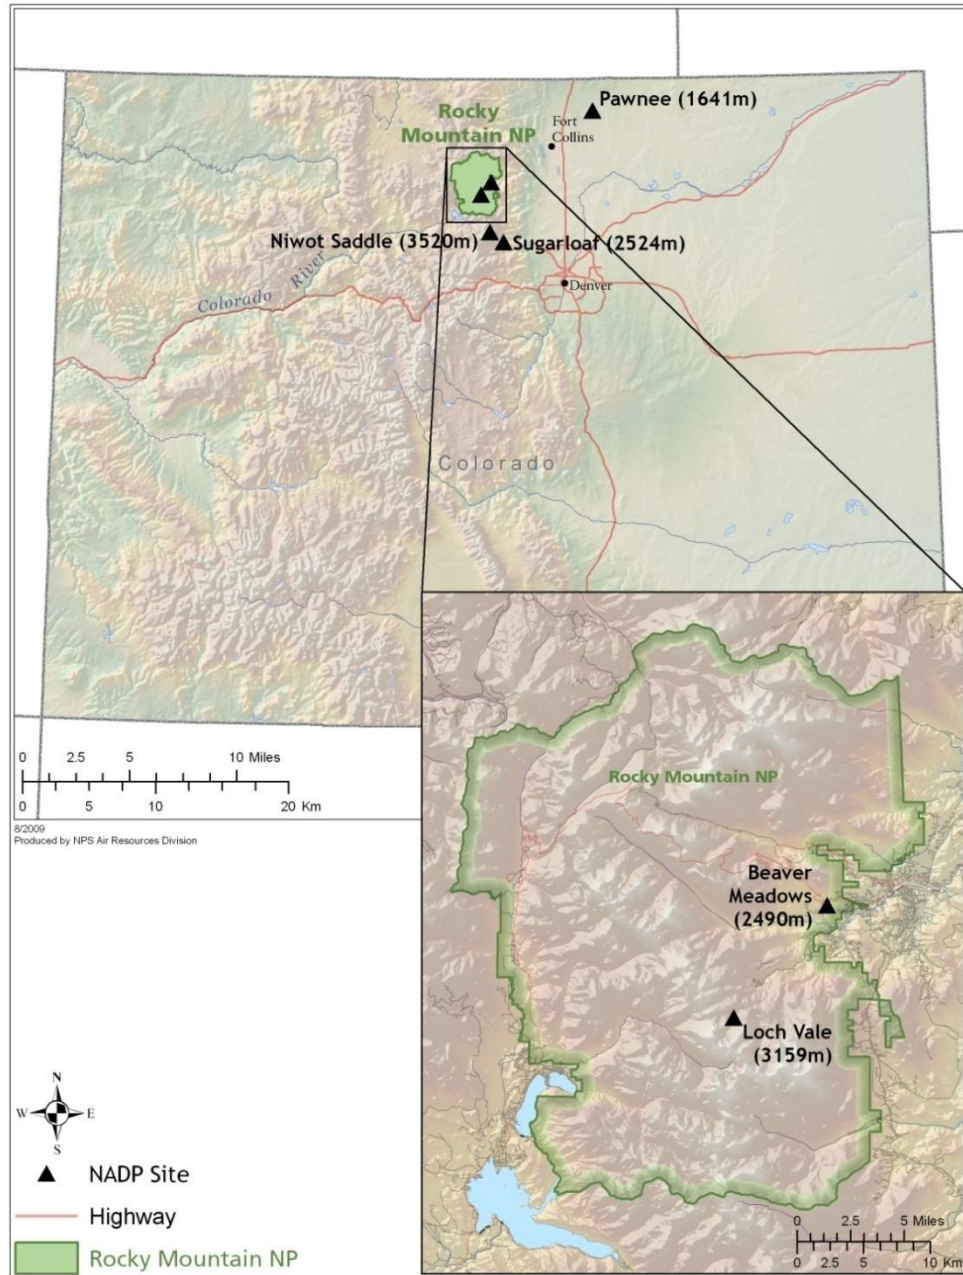 Pawnee (1641m)
Rocky
Mountain NP
Fort
Collins
Niwot Saddle (3520m)
Sugarloaf (2524m)
Colorado River
Denver
Colorado
0 2.5 5 10 Miles
0 5 10 20 Km
8/2009
Produced by NPS Air Resources Division
Rocky Mountain NP
Beaver
Meadows
(2490m)
Loch Vale
(3159m)
N
W E
S
NADP Site
Highway
Rocky Mountain NP
0 2.5 5 Miles
0 2.5 5 10 Km